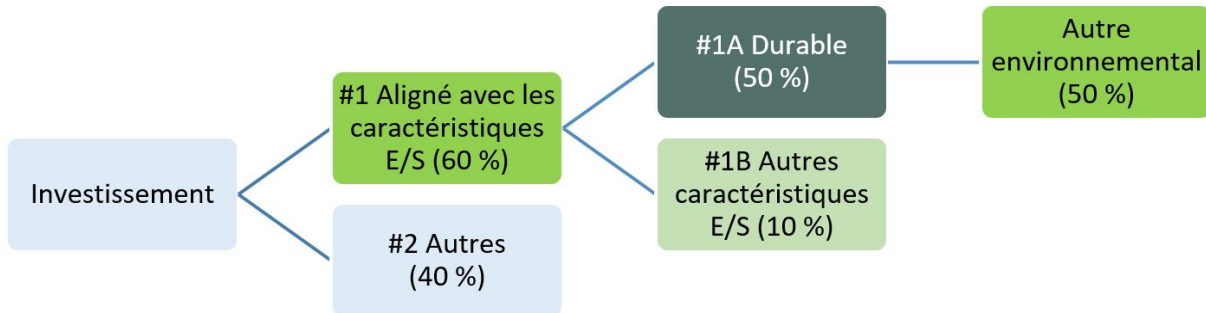 Investissement
#1 Aligné avec les
caractéristiques
E/S (60 %)
#2 Autres
(40 %)
#1A Durable
(50 %)
#1B Autres
caractéristiques
E/S (10 %)
Autre
environnemental
(50 %)